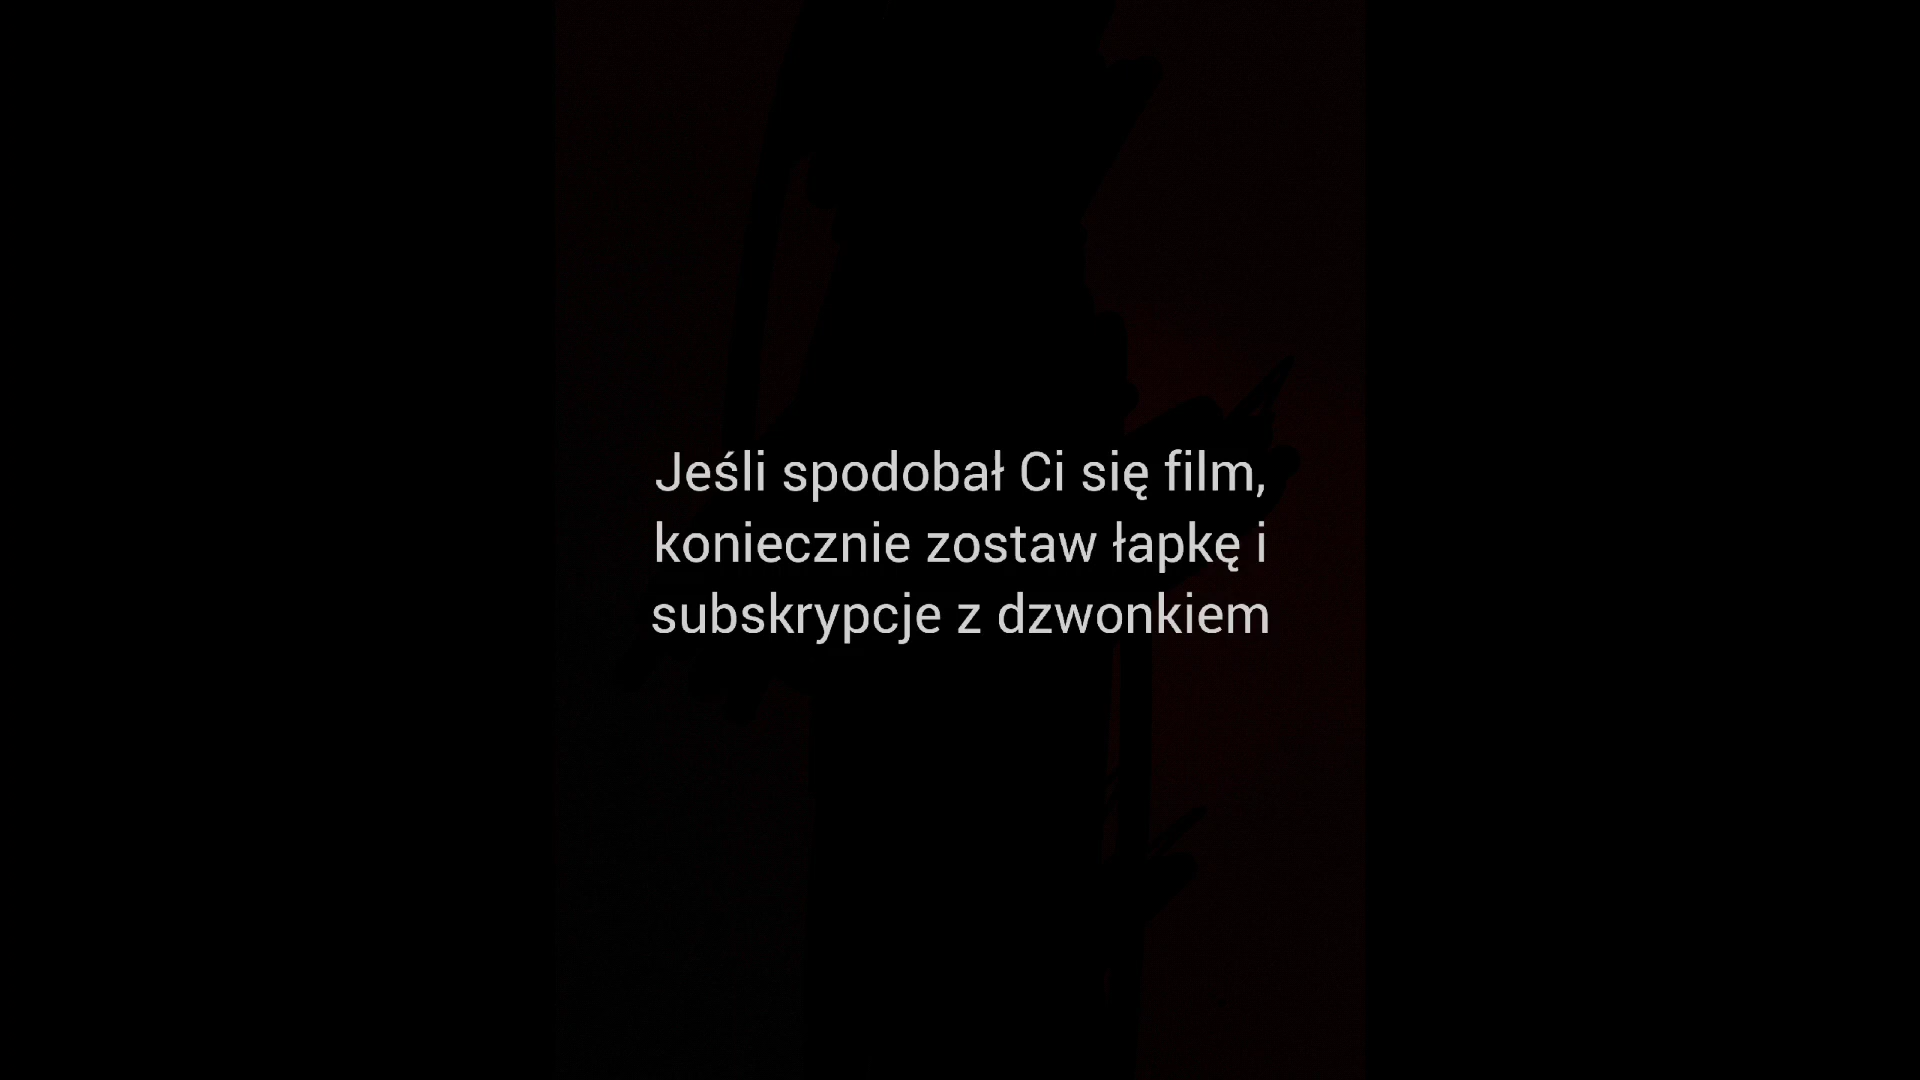 Jeśli spodobał Ci się film,
koniecznie zostaw łapkę i
subskrypcje z dzwonkiem